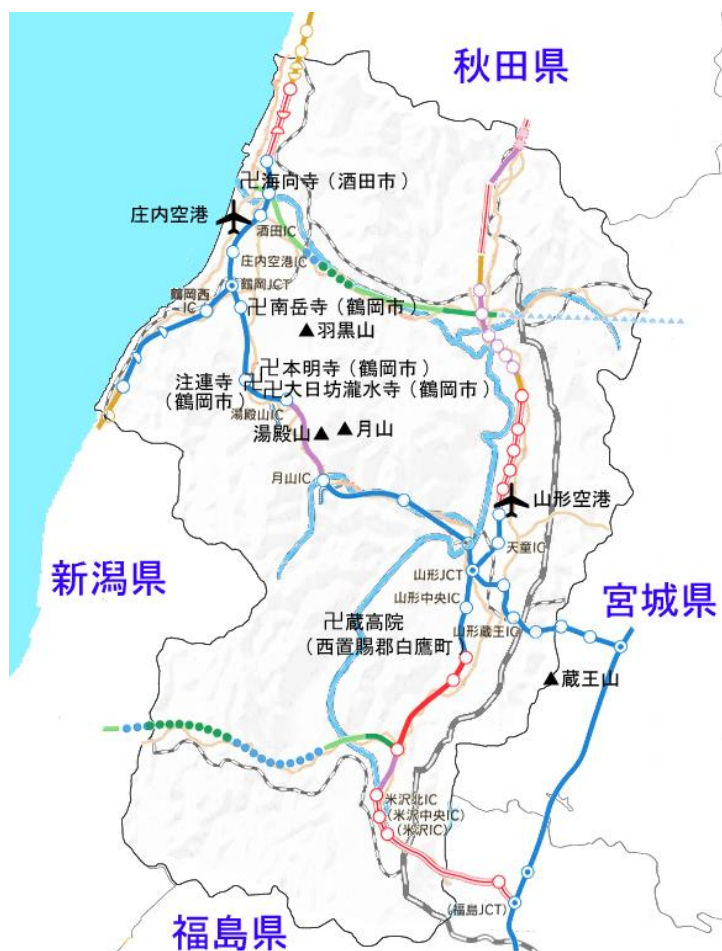 秋田県
卍海向寺（酒田市）
庄内空港
酒田IC
庄内空港IC
鶴岡JCT
鶴岡西
IC
卍南岳寺（鶴岡市）
▲羽黒山
卍本明寺（鶴岡市）
注連寺卍
（鶴岡市）
卍大日坊瀧水寺（鶴岡市）
湯殿山IC
湯殿山▲
▲月山
月山IC
山形空港
天童IC
新潟県
山形JCT
山形中央IC
宮城県
卍蔵高院
（西置賜郡白鷹町
山形蔵王IC
▲蔵王山
米沢北IC
（米沢中央IC）
（米沢IC）
（福島JCT）
福島県